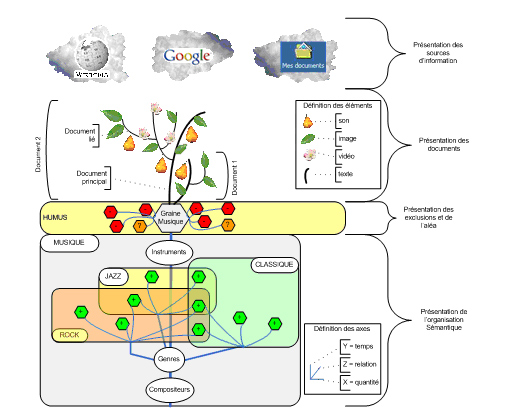 WIKIPEDIA
Google
Mes documents
Présentation des
sources
d'information
Définition des éléments
son
image
vidéo
texte
Document 2
Document
lié
Document
principal
Document 1
Présentation des
documents
HUMUS
?
Graine
Musique
?
Présentation des
exclusions et de
l'aléa
MUSIQUE
Instruments
CLASSIQUE
JAZZ
+
+
+
+
+
+
+
+
+
ROCK
Genres
Compositeurs
Définition des axes
Y = temps
Z = relation
X = quantité
Présentation de
l'organisation
Sémantique